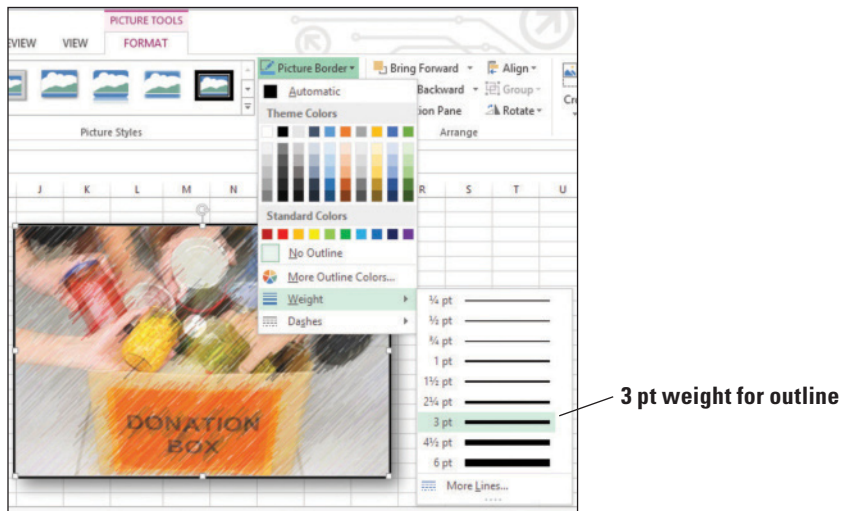 PICTURE TOOLS
EVIEW VIEW FORMAT
Picture Border Bring Forward Align
Automatic Backward Group
Theme Colors ion Pane Rotate Cro
Picture Styles Arrange
J K L M N R S T U
Standard Colors
No Outline
More Outline Colors...
Weight
Dashes
¼ pt
½ pt
¾ pt
1 pt
1½ pt
2¼ pt
3 pt
4½ pt
6 pt
More Lines...
3 pt weight for outline
DONATION
BOX